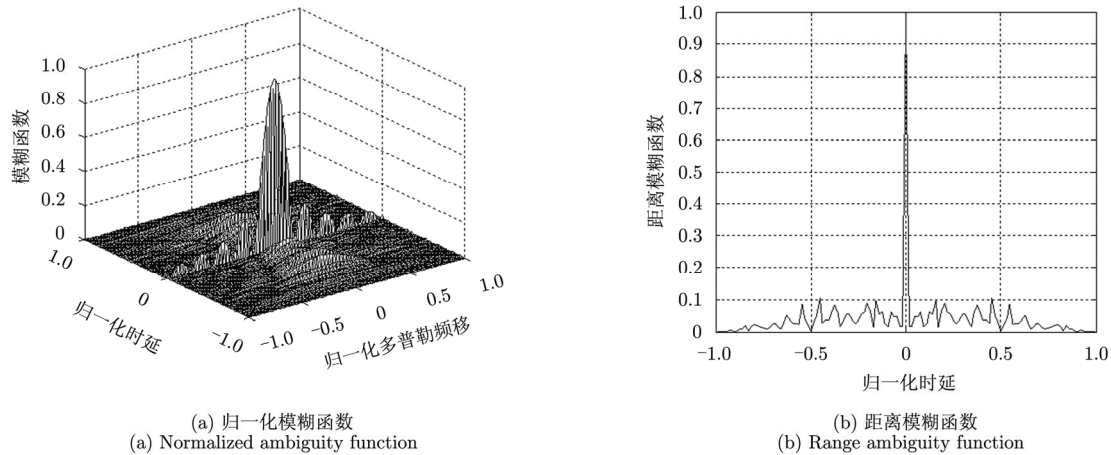 1.0
0.8
0.6
0.4
0.2
0
模糊函数
1.0
0
−1.0
归一化时延
−1.0
−0.5
0
0.5
1.0
归一化多普勒频移
(a) 归一化模糊函数
(a) Normalized ambiguity function
1.0
0.9
0.8
0.7
0.6
0.5
0.4
0.3
0.2
0.1
0
距离模糊函数
−1.0 −0.5 0 0.5 1.0
归一化时延
(b) 距离模糊函数
(b) Range ambiguity function